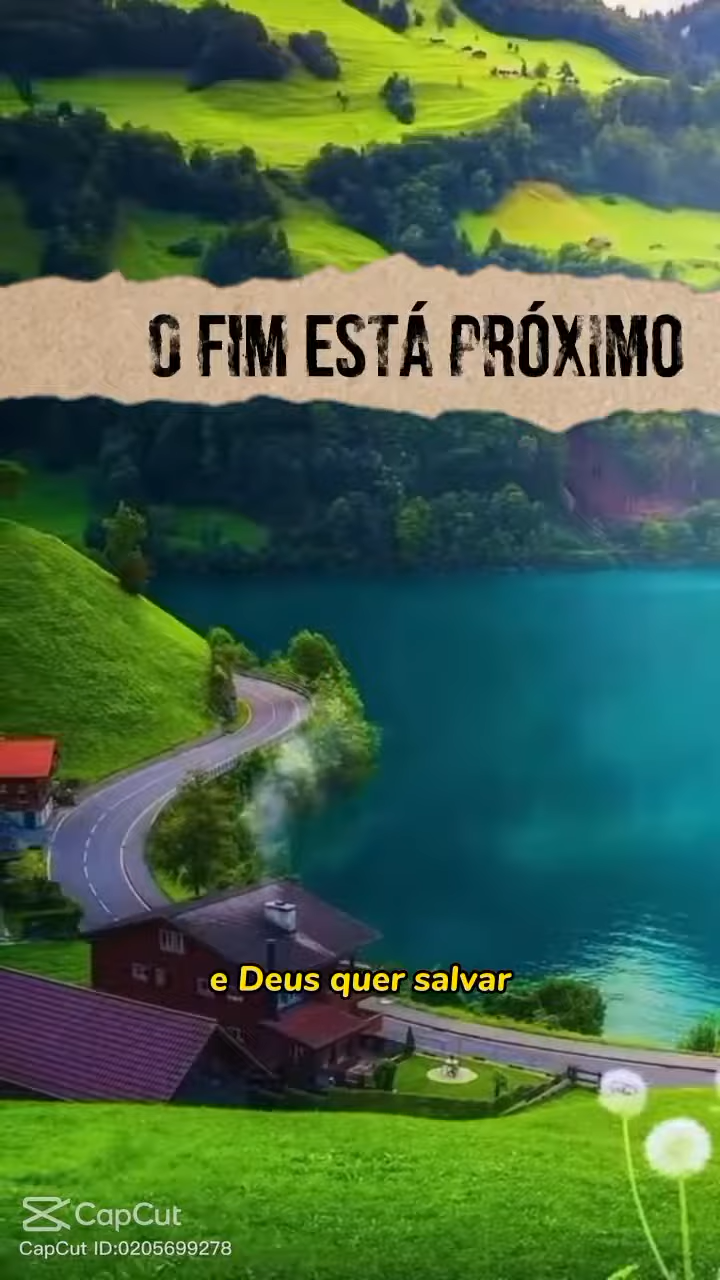 O FIM ESTÁ PRÓXIMO
e Deus quer salvar
CapCut
CapCut ID:0205699278